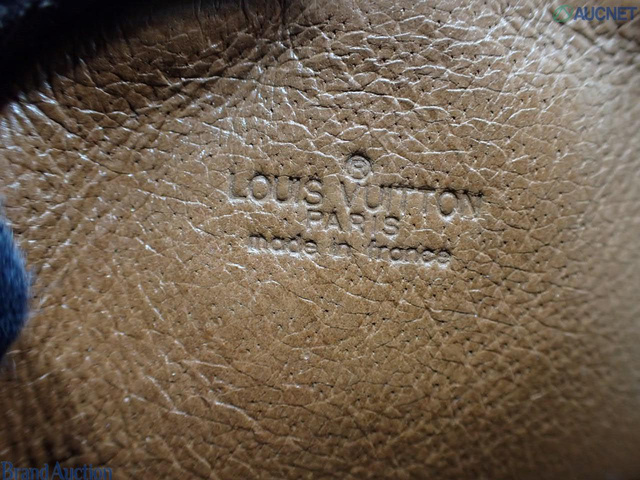 AUCNET
®
LOUIS VUITTON
PARIS
made in france
Brand Auction